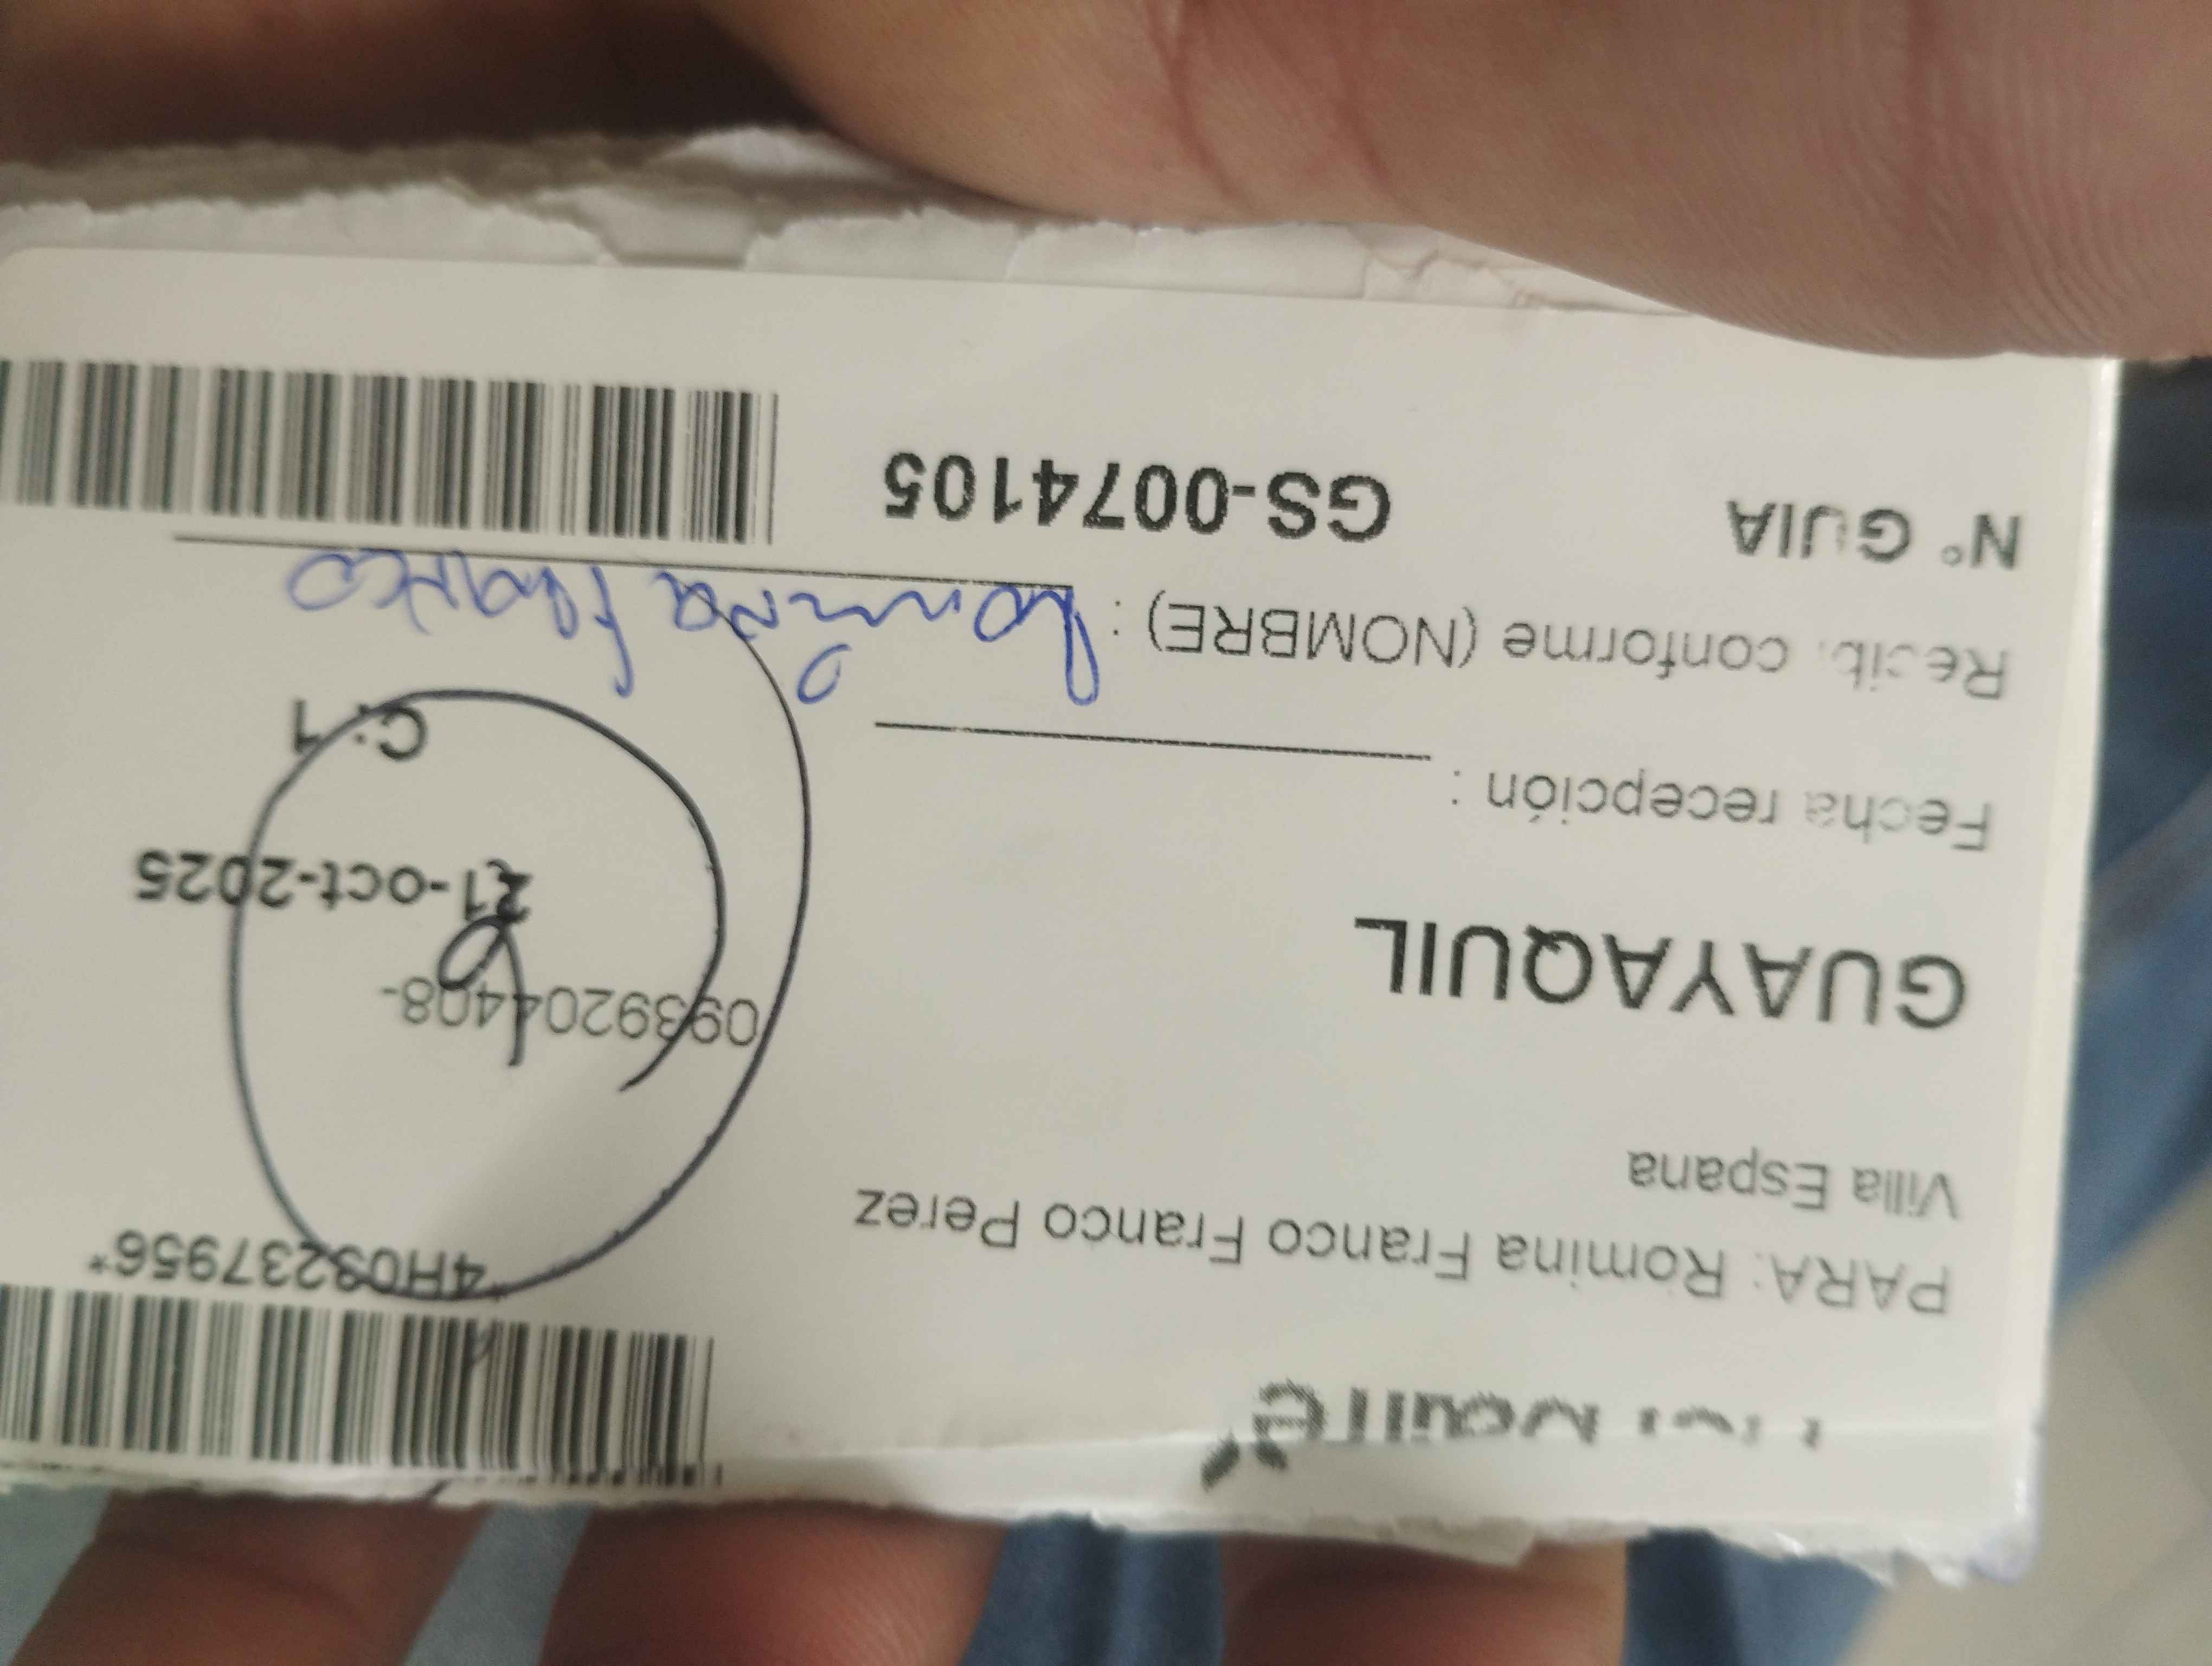 PARA: Romina Franco Franco Perez
4H03237956*
Villa Espana
0939204408-
GUAYAQUIL
21-oct-2025
Fecha recepción :
C: 1
Recib. conforme (NOMBRE) : Romina Franco
N° GUIA GS-0074105